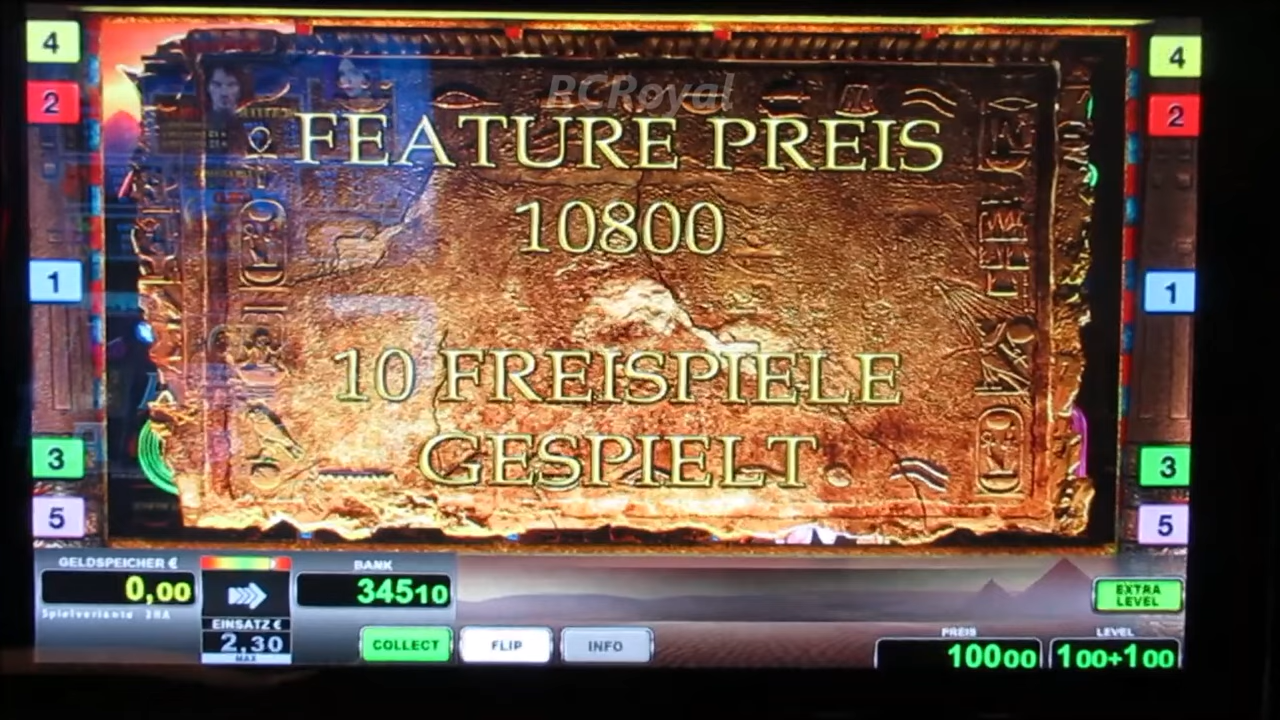 RCRoyal
FEATURE PREIS
10800
10 FREISPIELE
GESPIELT
4
2
1
3
5
4
2
1
3
5
GELDSPEICHER €
0,00
Spielvariante 2HA
EINSATZ €
2,30
MAX
BANK
34510
COLLECT
FLIP
INFO
EXTRA
LEVEL
PREIS
10000
LEVEL
100+100